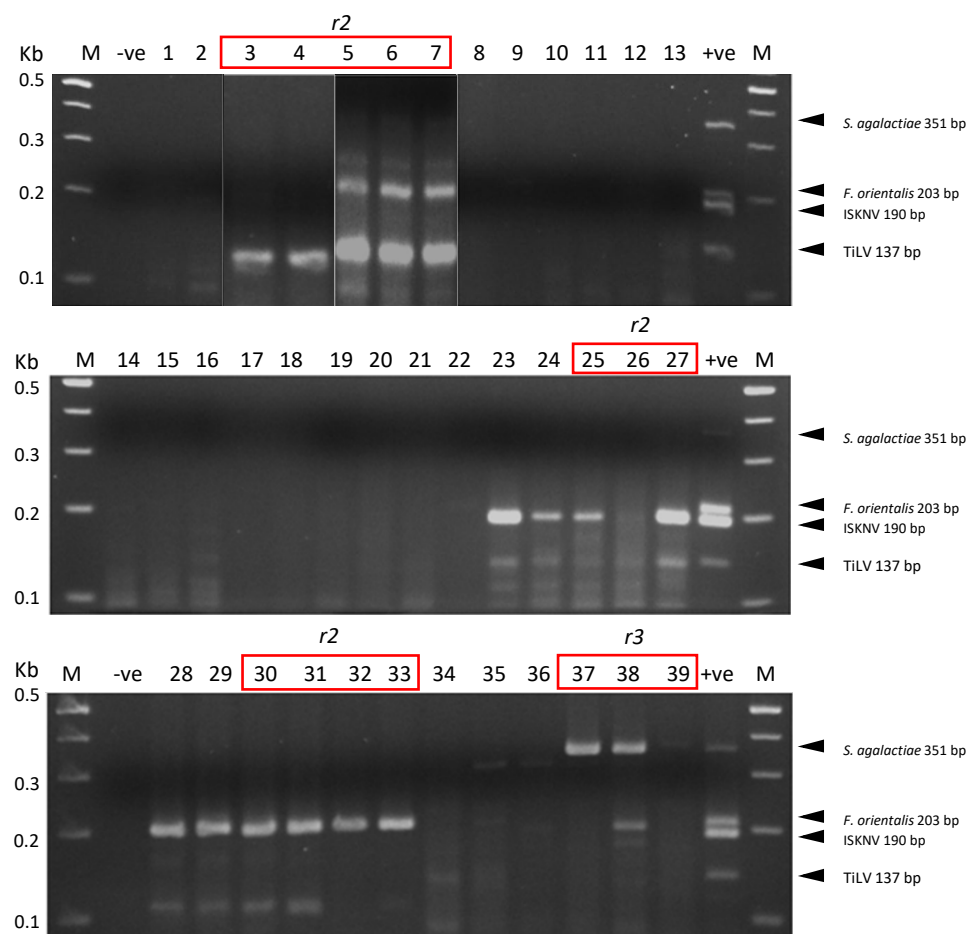 r2
Kb M -ve 1 2 3 4 5 6 7 8 9 10 11 12 13 +ve M
0.5
S. agalactiae 351 bp
0.3
0.2
F. orientalis 203 bp
ISKNV 190 bp
TiLV 137 bp
0.1
r2
Kb M 14 15 16 17 18 19 20 21 22 23 24 25 26 27 +ve M
0.5
S. agalactiae 351 bp
0.3
0.2
F. orientalis 203 bp
ISKNV 190 bp
TiLV 137 bp
0.1
r2 r3
Kb M -ve 28 29 30 31 32 33 34 35 36 37 38 39 +ve M
0.5
S. agalactiae 351 bp
0.3
F. orientalis 203 bp
0.2
ISKNV 190 bp
TiLV 137 bp
0.1